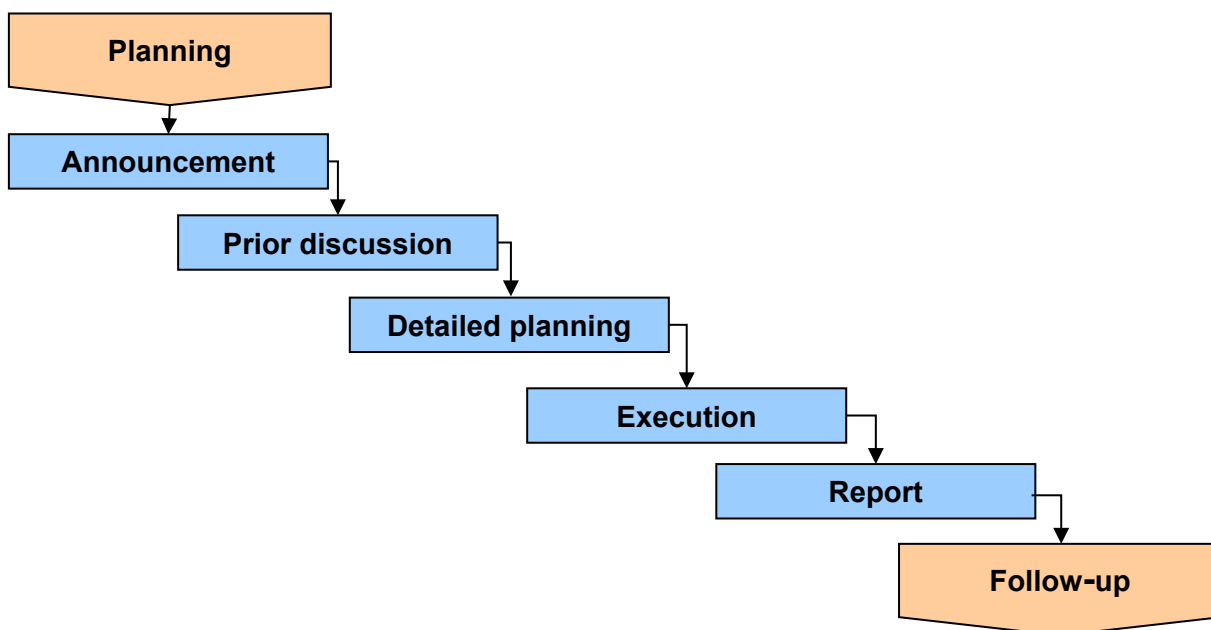 Planning
Announcement
Prior discussion
Detailed planning
Execution
Report
Follow-up